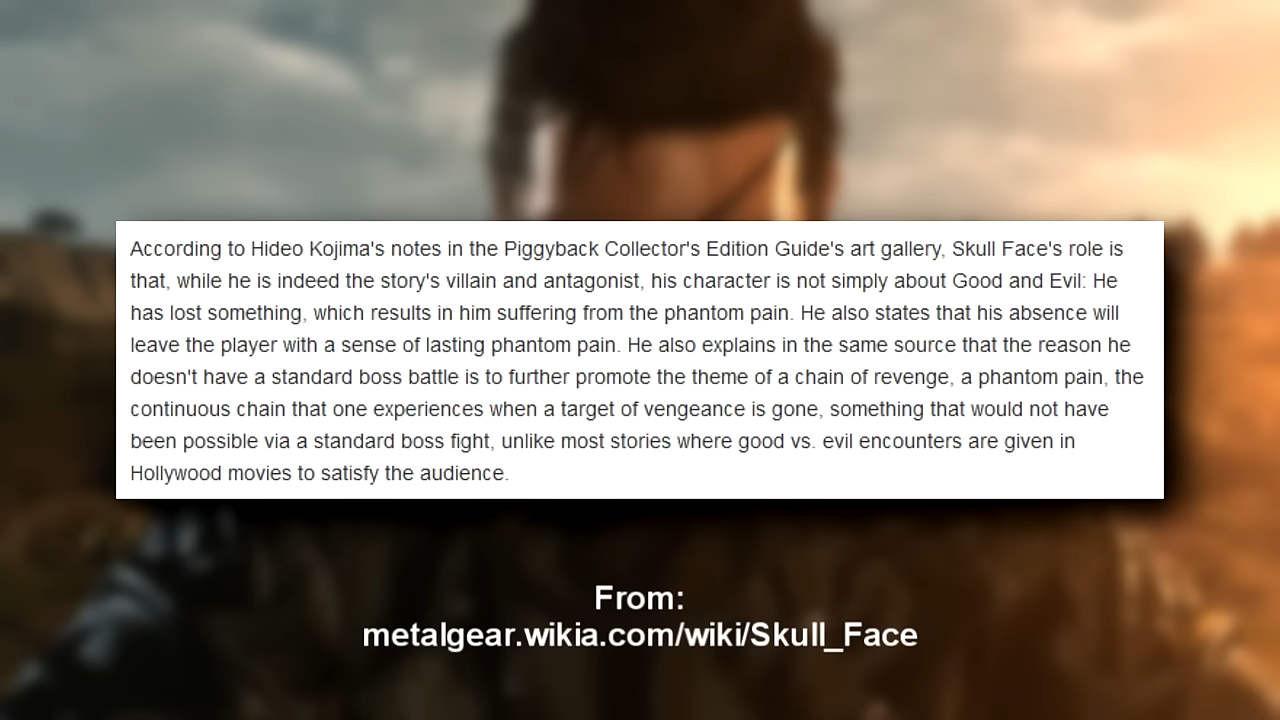 According to Hideo Kojima's notes in the Piggyback Collector's Edition Guide's art gallery, Skull Face's role is
that, while he is indeed the story's villain and antagonist, his character is not simply about Good and Evil: He
has lost something, which results in him suffering from the phantom pain. He also states that his absence will
leave the player with a sense of lasting phantom pain. He also explains in the same source that the reason he
doesn't have a standard boss battle is to further promote the theme of a chain of revenge, a phantom pain, the
continuous chain that one experiences when a target of vengeance is gone, something that would not have
been possible via a standard boss fight, unlike most stories where good vs. evil encounters are given in
Hollywood movies to satisfy the audience.
From:
metalgear.wikia.com/wiki/Skull_Face